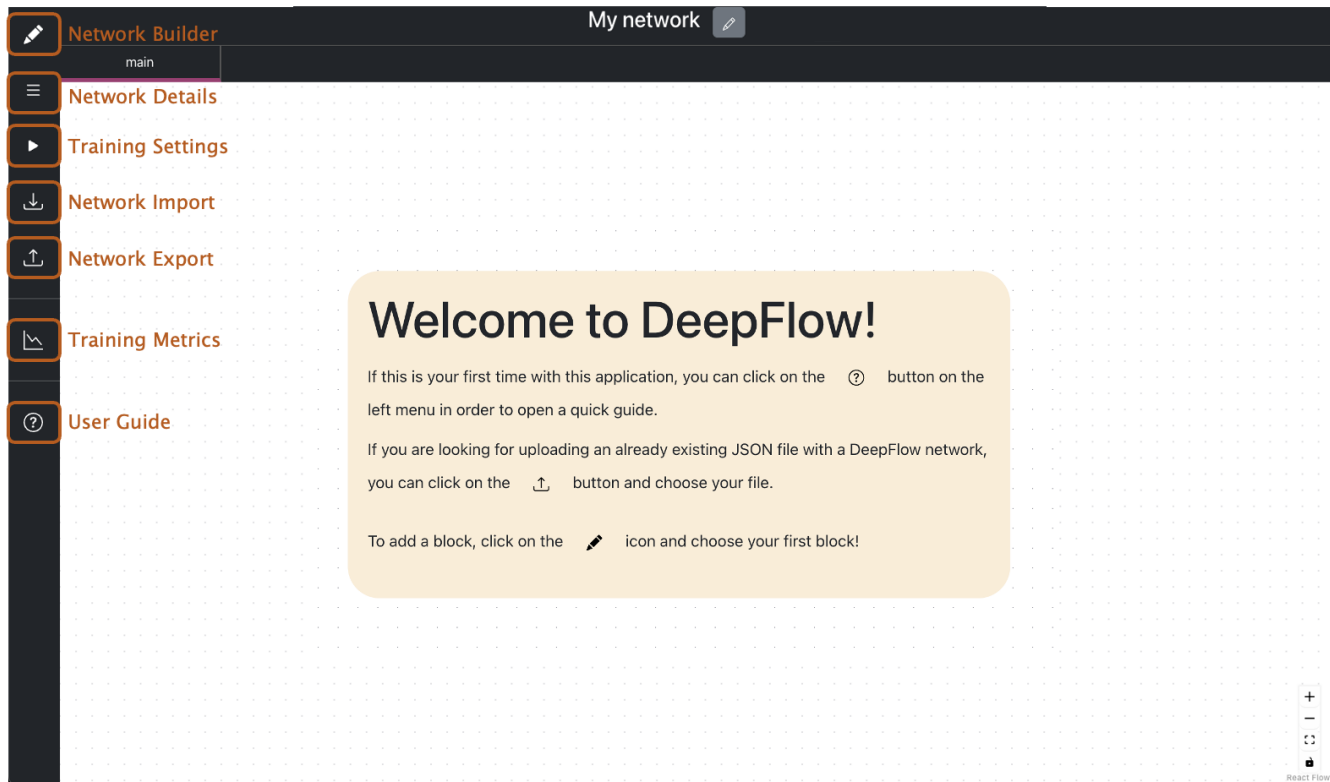 My network
Network Builder
main
Network Details
Training Settings
Network Import
Network Export
Training Metrics
User Guide
Welcome to DeepFlow!
If this is your first time with this application, you can click on the button on the
left menu in order to open a quick guide.
If you are looking for uploading an already existing JSON file with a DeepFlow network,
you can click on the button and choose your file.
To add a block, click on the icon and choose your first block!
React Flow